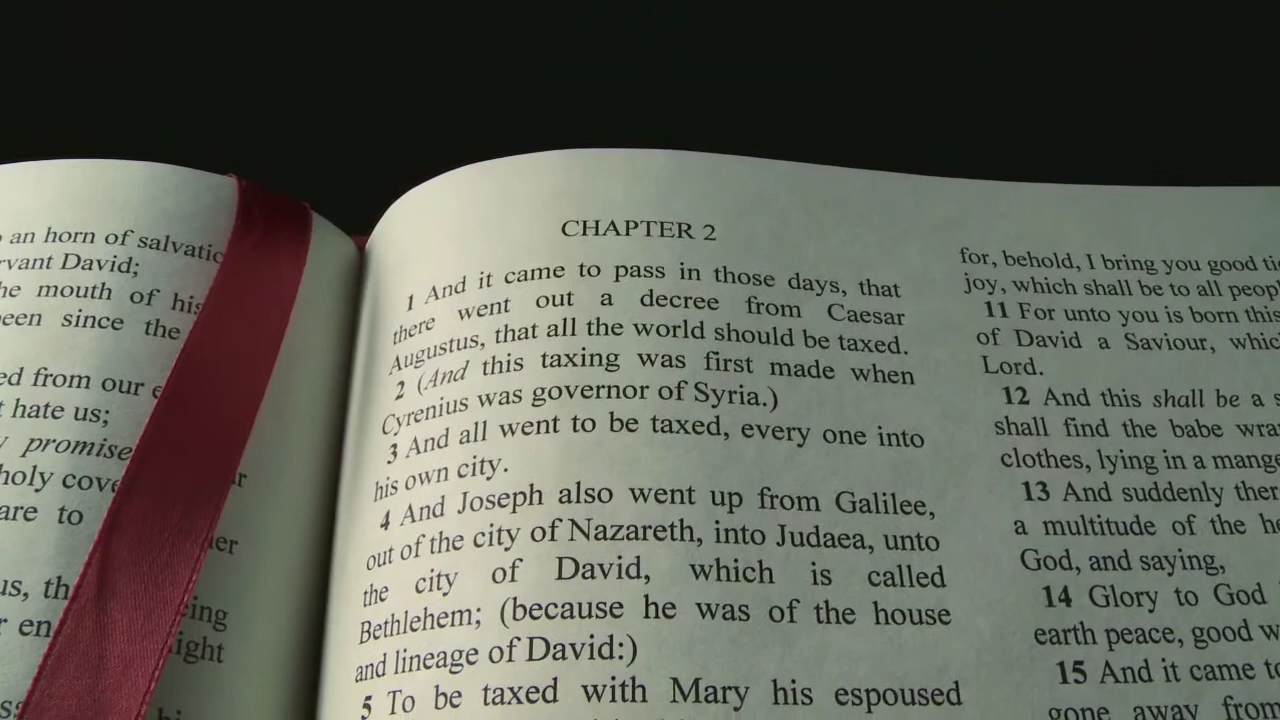 an horn of salvatio
rvant David;
he mouth of his
een since the
ed from our e
t hate us;
y promise
holy cove
are to
us, th
r en
r
er
ing
ight
CHAPTER 2
1 And it came to pass in those days, that
there went out a decree from Caesar
Augustus, that all the world should be taxed.
2 (And this taxing was first made when
Cyrenius was governor of Syria.)
3 And all went to be taxed, every one into
his own city.
4 And Joseph also went up from Galilee,
out of the city of Nazareth, into Judaea, unto
the city of David, which is called
Bethlehem; (because he was of the house
and lineage of David:)
5 To be taxed with Mary his espoused
for, behold, I bring you good ti
joy, which shall be to all peopl
11 For unto you is born this
of David a Saviour, whic
Lord.
12 And this shall be a s
shall find the babe wra
clothes, lying in a mange
13 And suddenly ther
a multitude of the he
God, and saying,
14 Glory to God
earth peace, good w
15 And it came to
gone away from